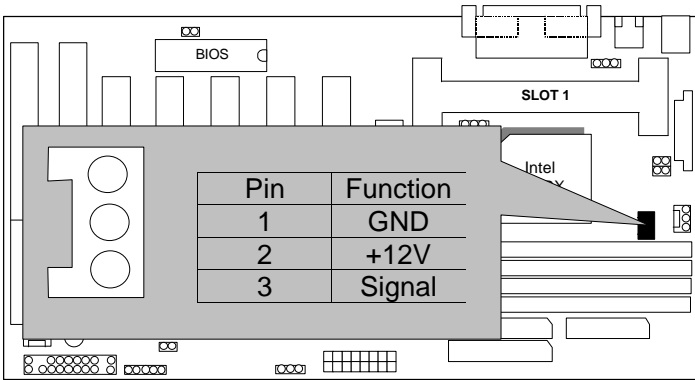 BIOS
SLOT 1
Intel
Pin Function
1 GND
2 +12V
3 Signal